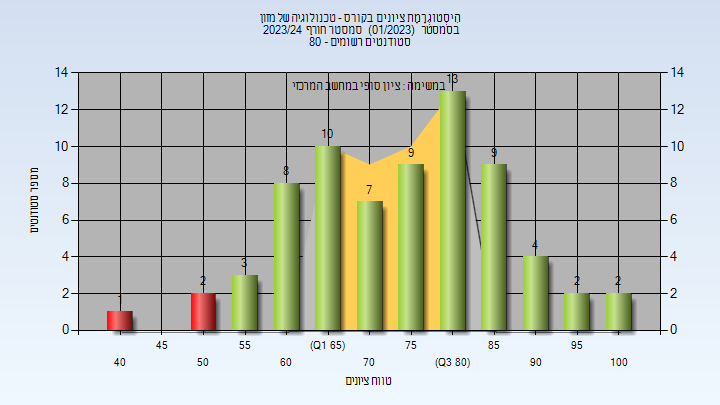 היסטוגרמת ציונים בקורס - טכנולוגיה של מזון
בסמסטר (01/2023) סמסטר חורף 2023/24
סטודנטים רשומים - 80
במשימה : ציון סופי במחשב המרכזי
14 14
12 12
10 10
8 8
6 6
4 4
2 2
0 0
1 2 3 8 10 7 9 13 9 4 2 2
מספר סטודנטים
45 55 (Q1 65) 75 85 95
40 50 60 70 (Q3 80) 90 100
טווח ציונים